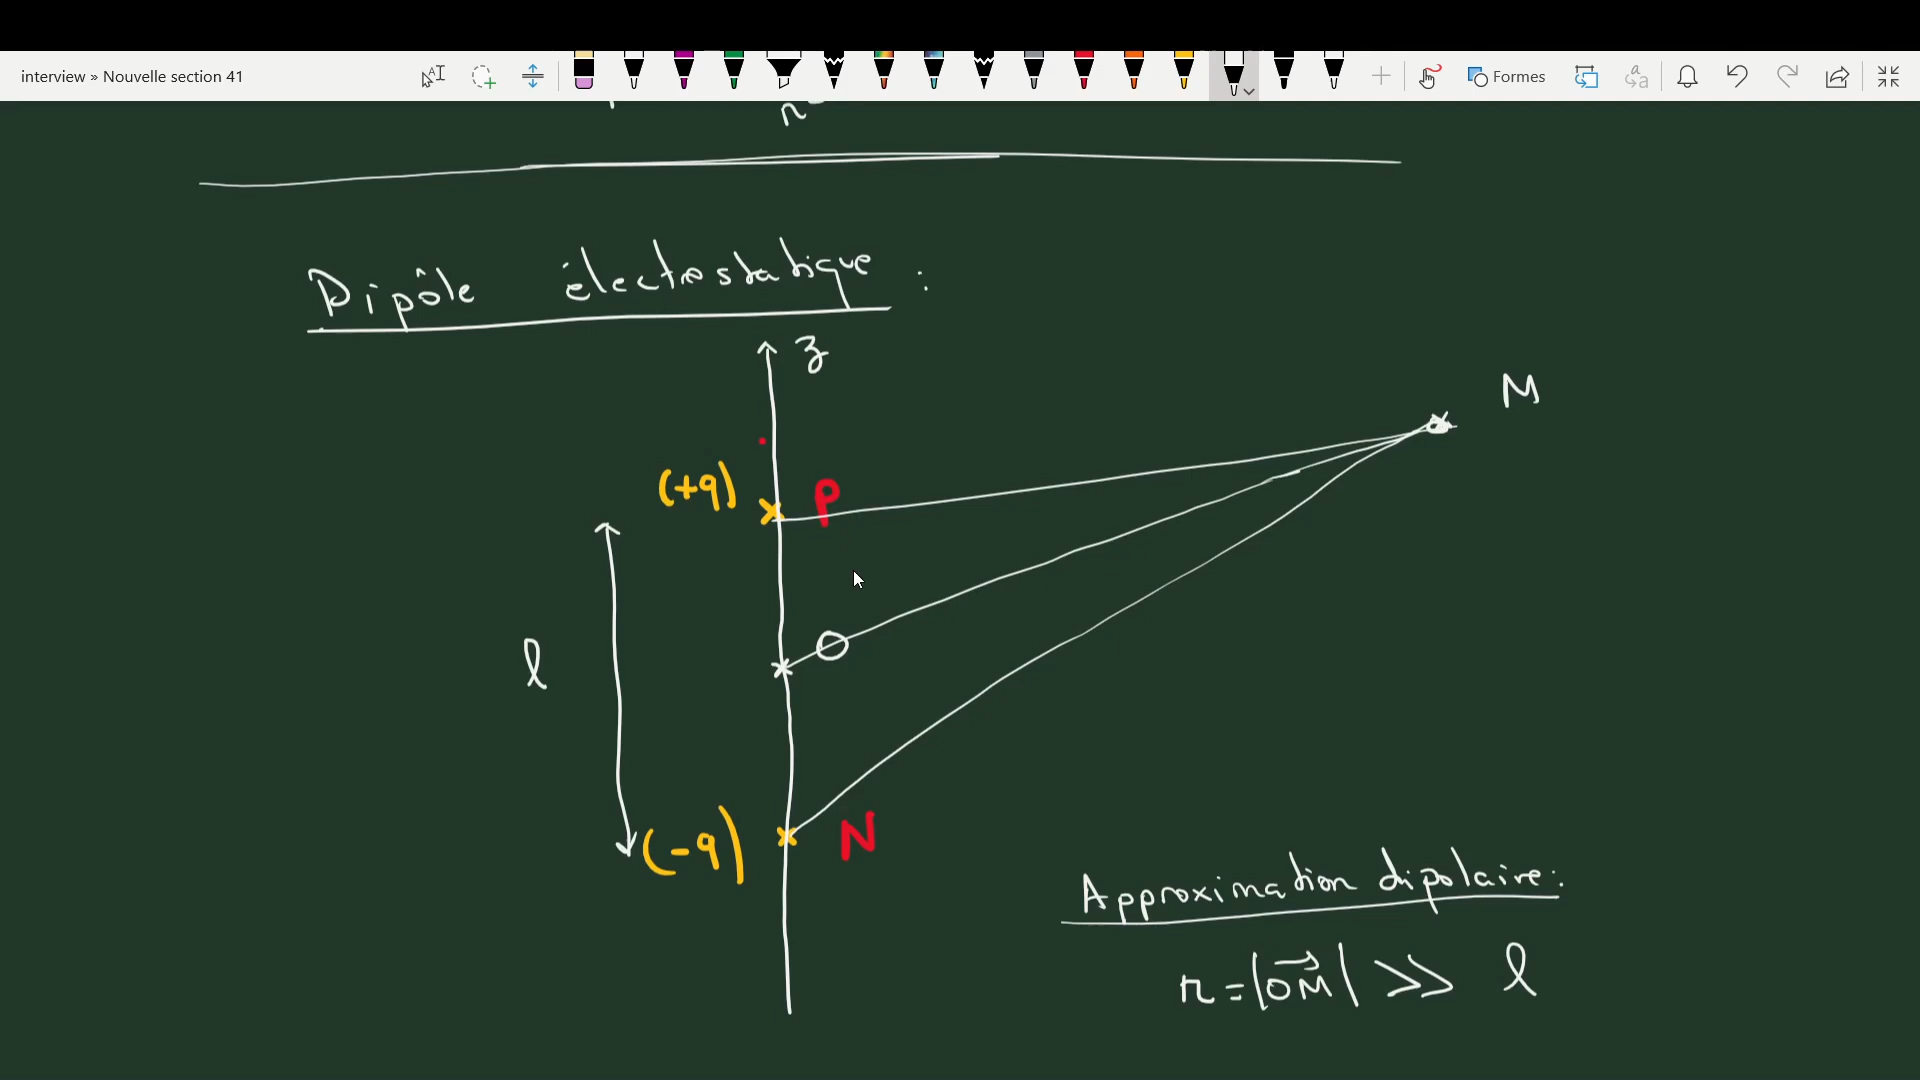 interview » Nouvelle section 41
Formes
r
Dipôle électrostatique :
z
M
(+q)
P
O
l
(-q)
N
Approximation dipolaire:
r = |OM| >> l